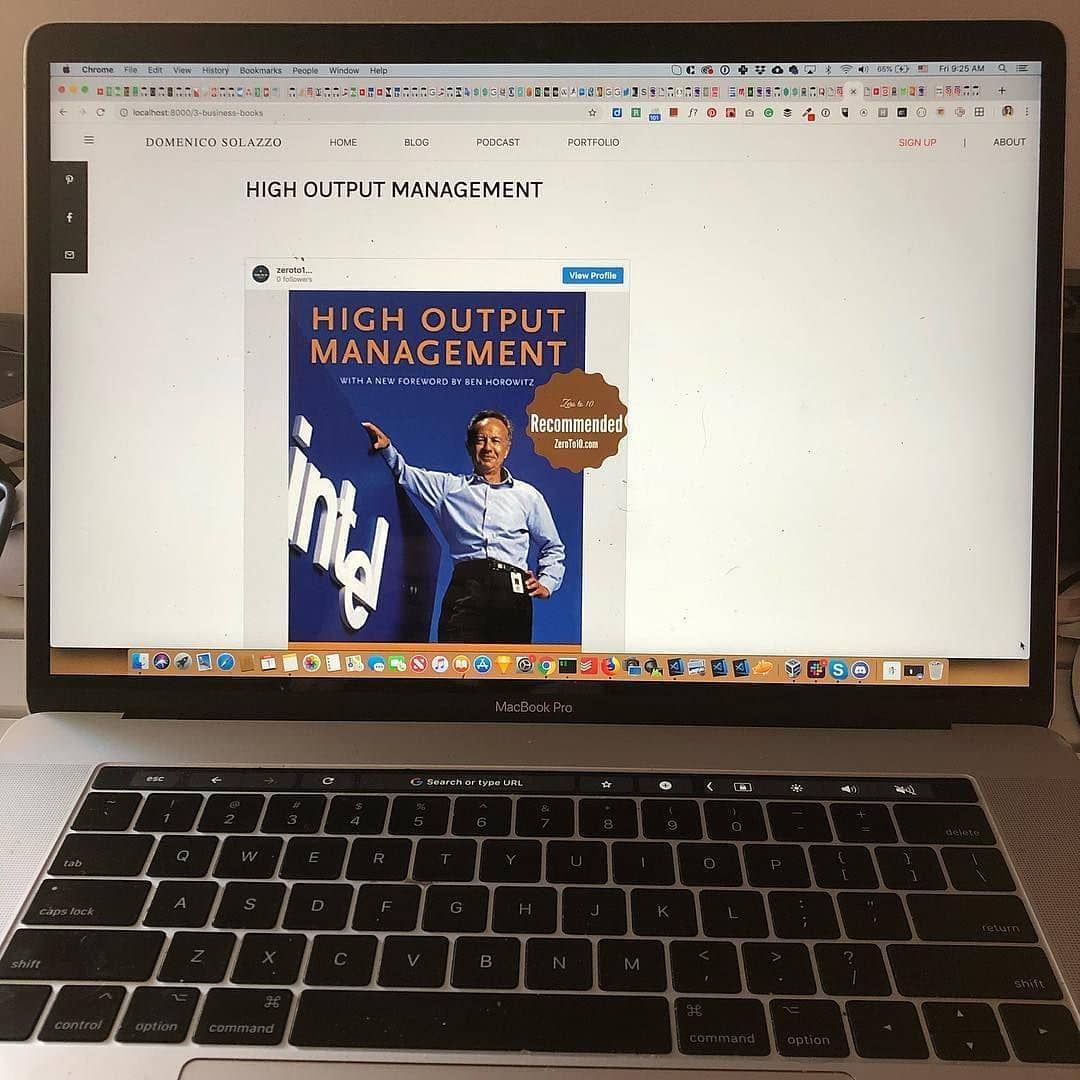 Chrome File Edit View History Bookmarks People Window Help 65% Fri 9:25 AM
localhost:8000/3-business-books
DOMENICO SOLAZZO HOME BLOG PODCAST PORTFOLIO SIGN UP | ABOUT
HIGH OUTPUT MANAGEMENT
zeroto1...
0 followers
View Profile
HIGH OUTPUT
MANAGEMENT
WITH A NEW FOREWORD BY BEN HOROWITZ
Zero to 10
Recommended
ZeroTo10.com
intel
MacBook Pro
esc Search or type URL
~ ! @ # $ % ^ & * ( ) — +
1 2 3 4 5 6 7 8 9 0 - = delete
tab Q W E R T Y U I O P { [ } ] | \
caps lock A S D F G H J K L : ; " ' return
shift Z X C V B N M < , > . ? / shift
control option command command option